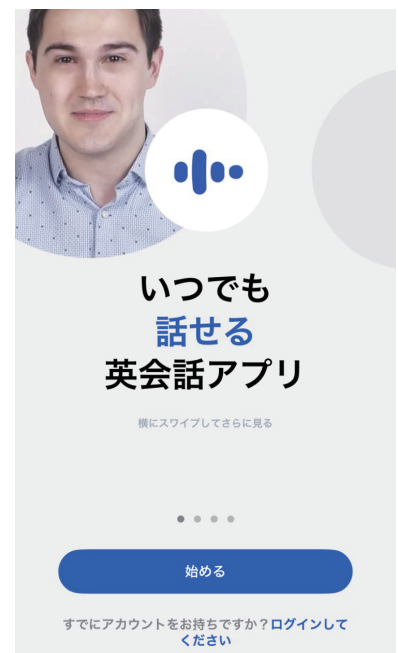 いつでも
話せる
英会話アプリ
横にスワイプしてさらに見る
始める
すでにアカウントをお持ちですか？ログインして
ください